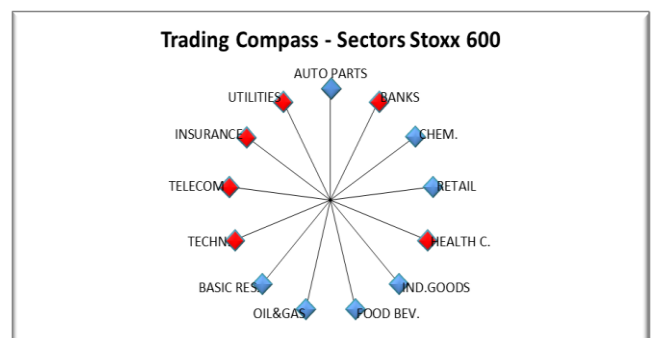 Trading Compass - Sectors Stoxx 600
AUTO PARTS
UTILITIES
BANKS
INSURANCE
CHEM.
TELECOM
RETAIL
TECHN.
HEALTH C.
BASIC RES.
IND.GOODS
OIL&GAS
FOOD BEV.